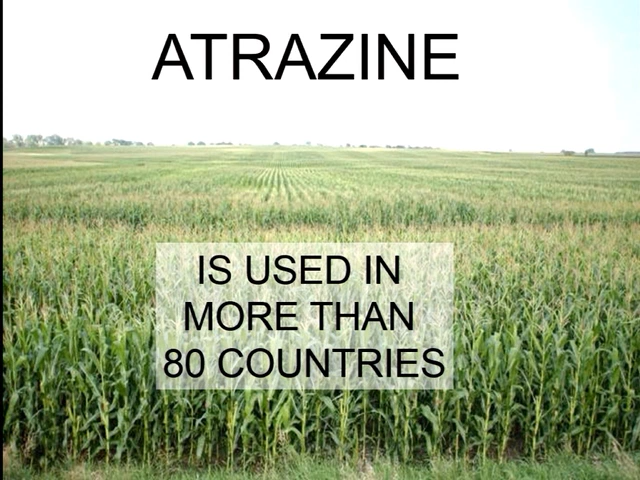 ATRAZINE
IS USED IN
MORE THAN
80 COUNTRIES